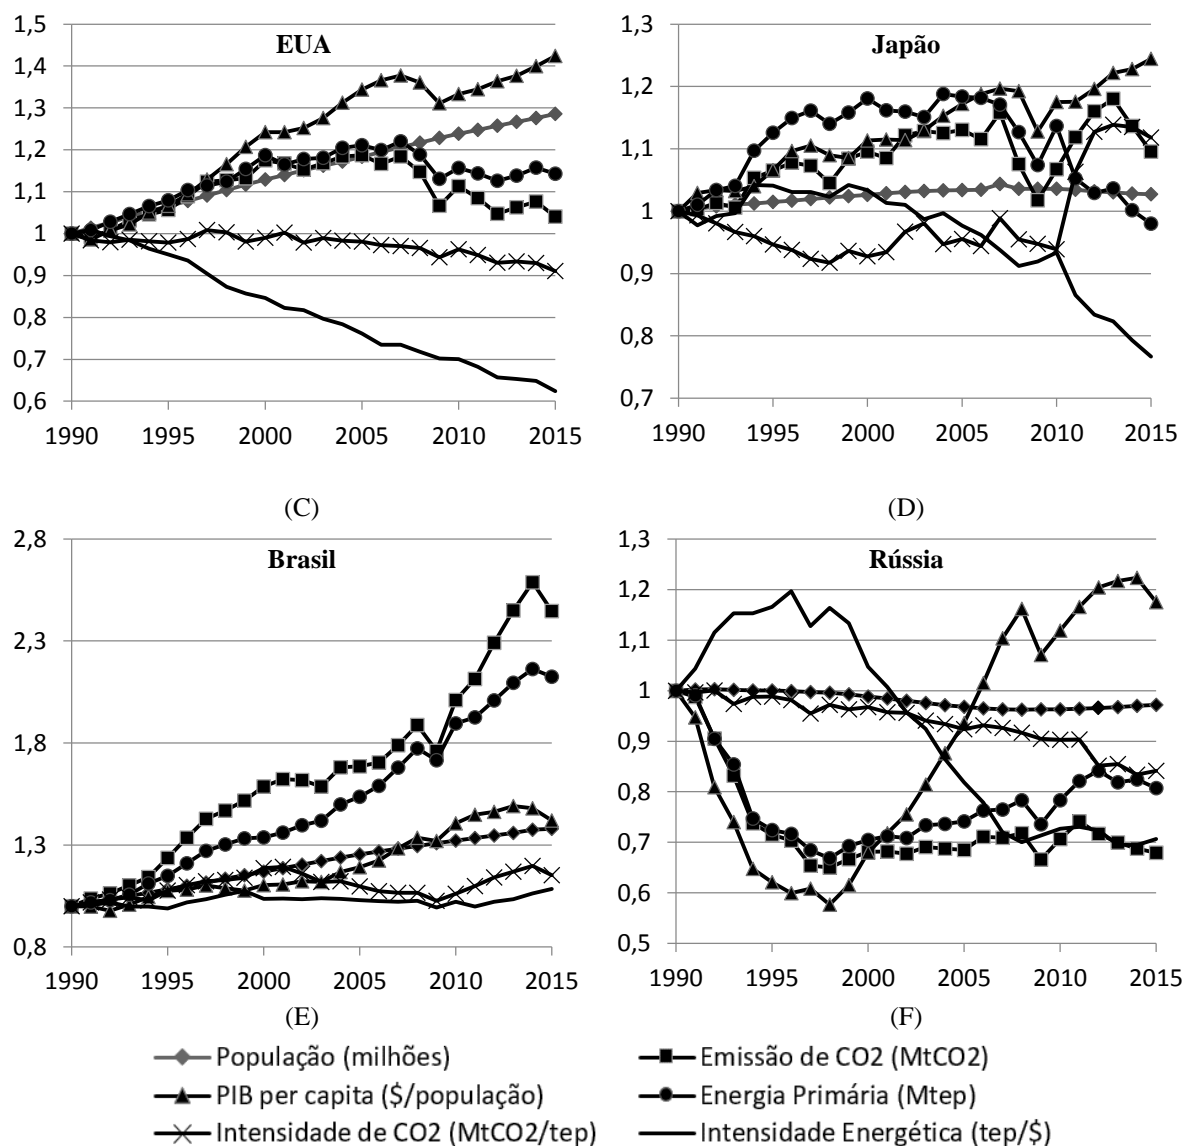 EUA
1,5
1,4
1,3
1,2
1,1
1
0,9
0,8
0,7
0,6
1990 1995 2000 2005 2010 2015
(C)
Japão
1,3
1,2
1,1
1,0
0,9
0,8
0,7
1990 1995 2000 2005 2010 2015
(D)
Brasil
2,8
2,3
1,8
1,3
0,8
1990 1995 2000 2005 2010 2015
(E)
Rússia
1,3
1,2
1,1
1
0,9
0,8
0,7
0,6
0,5
1990 1995 2000 2005 2010 2015
(F)
População (milhões)
Emissão de CO2 (MtCO2)
PIB per capita ($/população)
Energia Primária (Mtep)
Intensidade de CO2 (MtCO2/tep)
Intensidade Energética (tep/$)